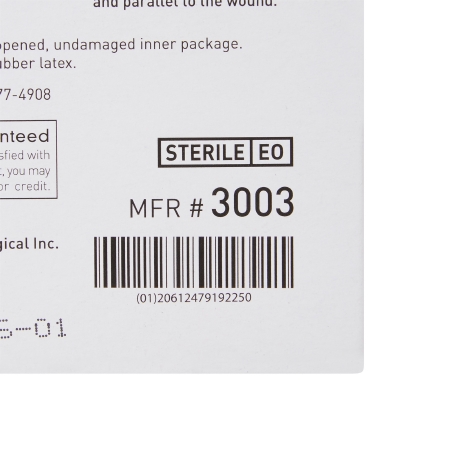 and parallel to the wound.
opened, undamaged inner package.
ubber latex.
77-4908
nteed
sfied with
t, you may
or credit.
STERILE EO
MFR # 3003
gical Inc.
(01)20612479192250
5-01